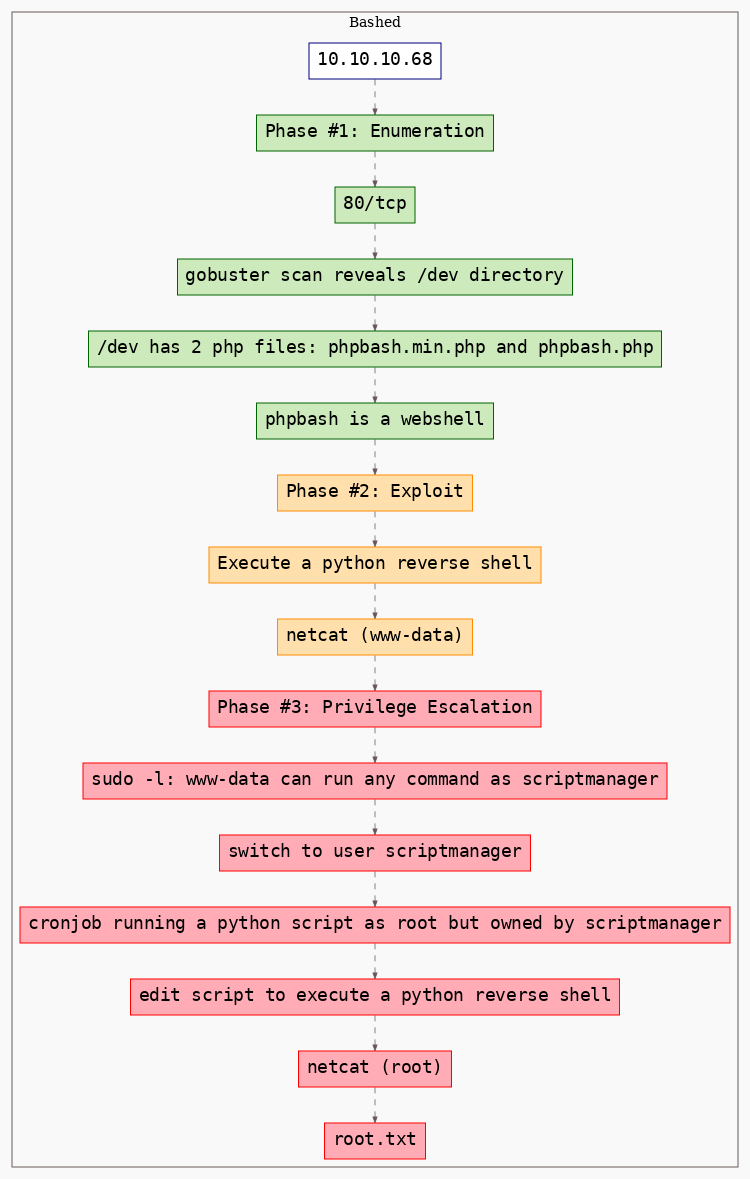 Bashed
10.10.10.68
Phase #1: Enumeration
80/tcp
gobuster scan reveals /dev directory
/dev has 2 php files: phpbash.min.php and phpbash.php
phpbash is a webshell
Phase #2: Exploit
Execute a python reverse shell
netcat (www-data)
Phase #3: Privilege Escalation
sudo -l: www-data can run any command as scriptmanager
switch to user scriptmanager
cronjob running a python script as root but owned by scriptmanager
edit script to execute a python reverse shell
netcat (root)
root.txt